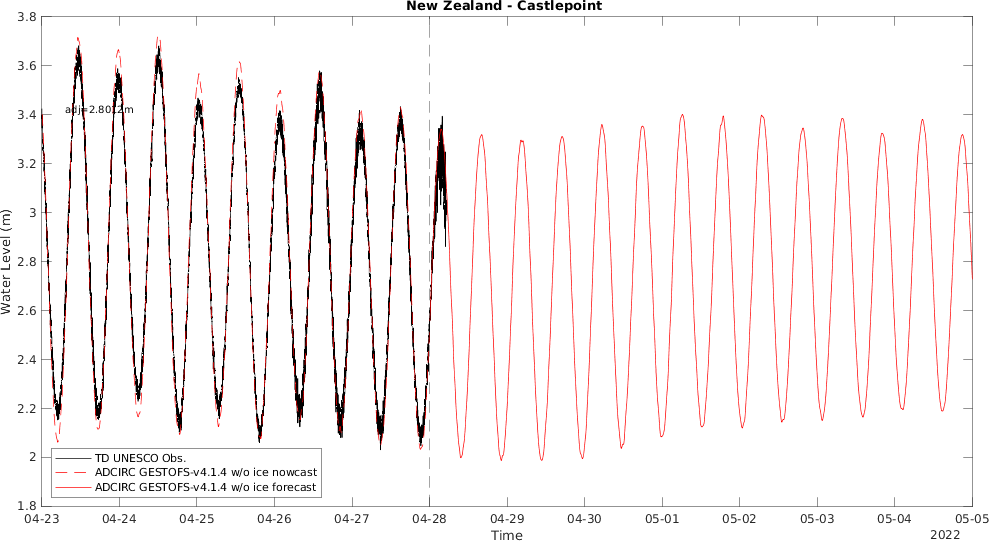 New Zealand - Castlepoint
3.8
3.6
3.4
3.2
3
2.8
2.6
2.4
2.2
2
1.8
Water Level (m)
adj=2.8012m
TD UNESCO Obs.
ADCIRC GESTOFS-v4.1.4 w/o ice nowcast
ADCIRC GESTOFS-v4.1.4 w/o ice forecast
04-23 04-24 04-25 04-26 04-27 04-28 04-29 04-30 05-01 05-02 05-03 05-04 05-05
Time
2022